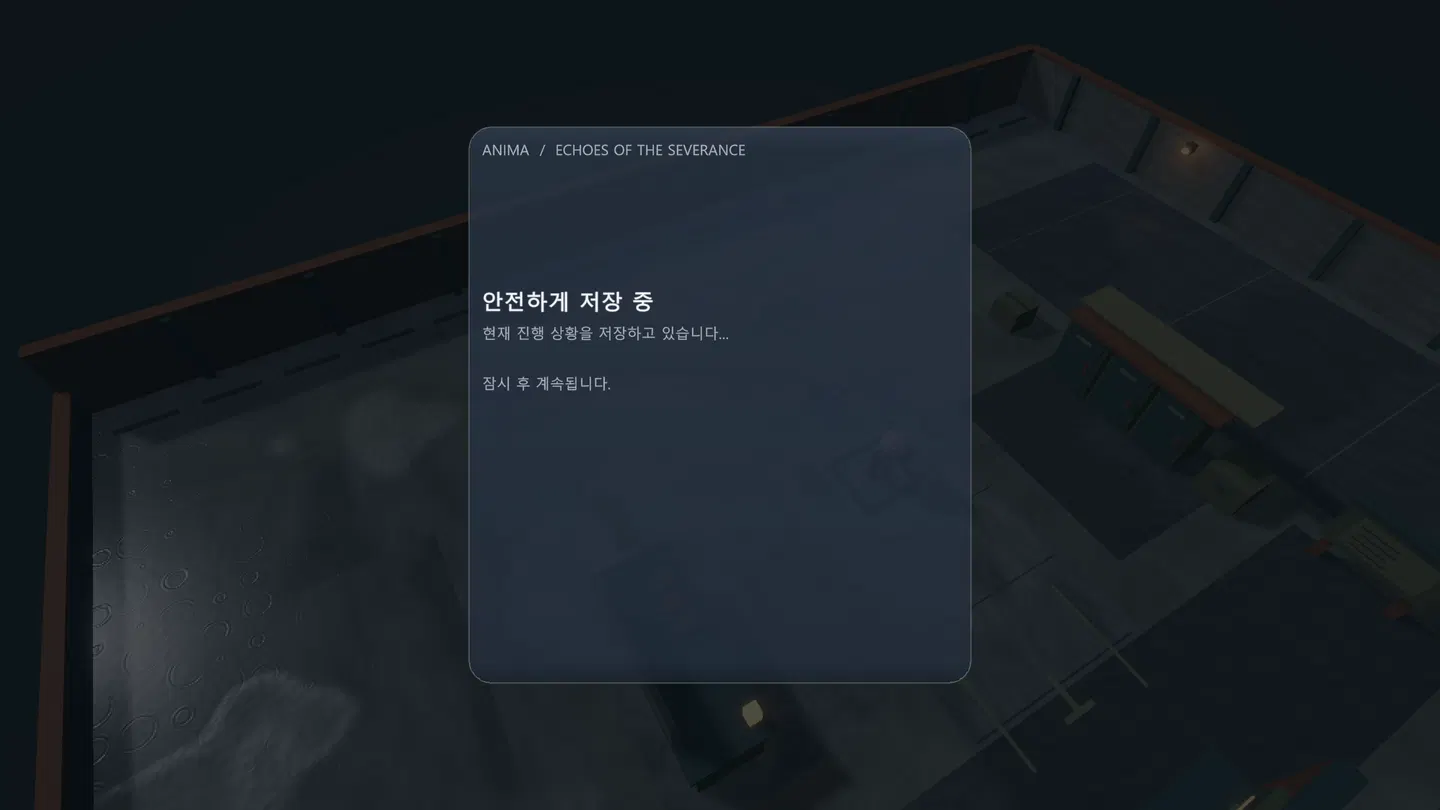 ANIMA / ECHOES OF THE SEVERANCE
안전하게 저장 중
현재 진행 상황을 저장하고 있습니다...
잠시 후 계속됩니다.